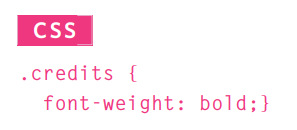 CSS
.credits {
  font-weight: bold;}